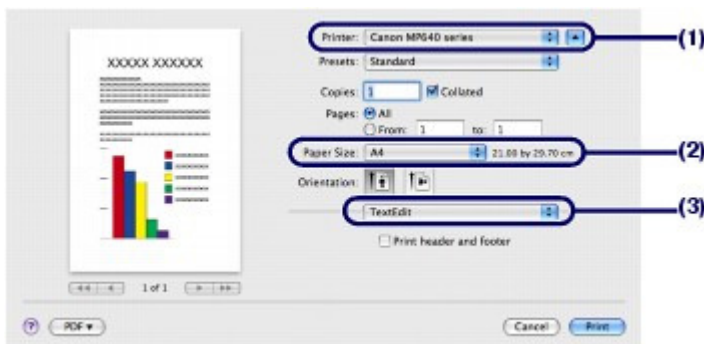 Printer: Canon MP640 series
(1)
Presets: Standard
Copies: 1 Collated
Pages: All
From: 1 to: 1
Paper Size: A4 21.00 by 29.70 cm
(2)
Orientation:
TextEdit
(3)
Print header and footer
XXXXX XXXXXX
1 of 1
? PDF Cancel Print